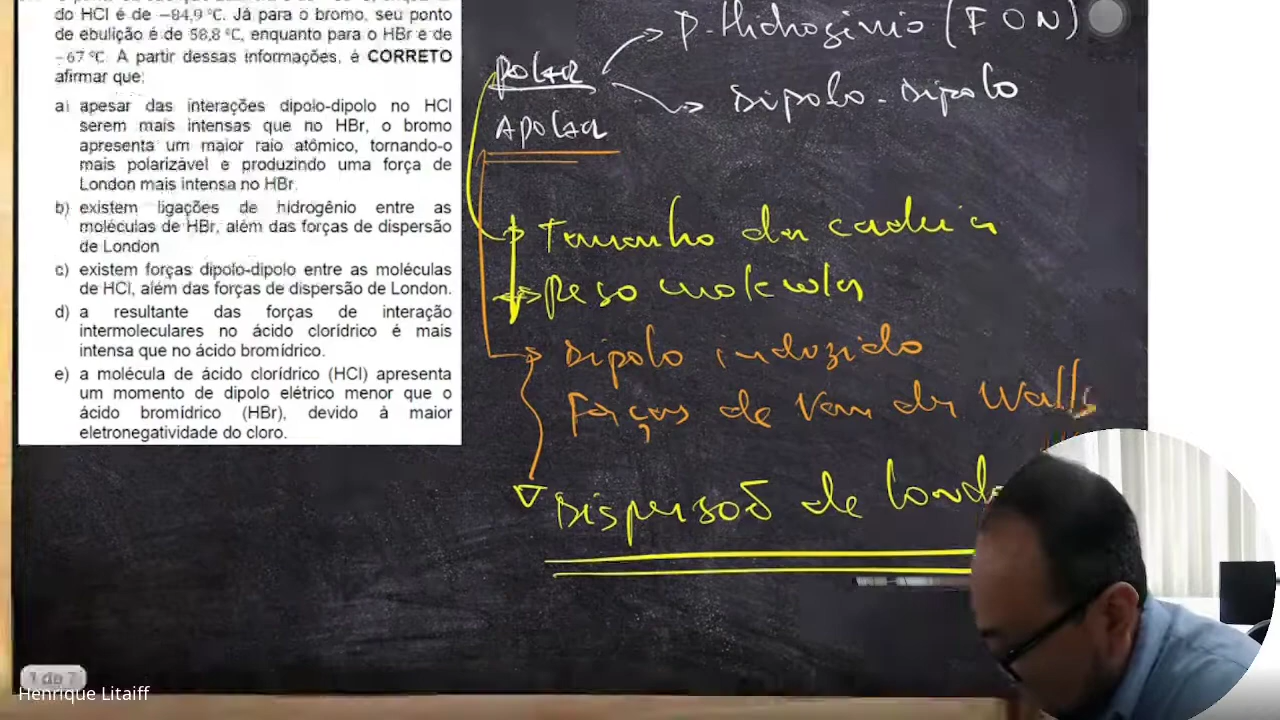 do HCl é de −84,9 ºC. Já para o bromo, seu ponto
de ebulição é de 58,8 ºC, enquanto para o HBr é de
−67 ºC. A partir dessas informações, é CORRETO
afirmar que:
a) apesar das interações dipolo-dipolo no HCl
serem mais intensas que no HBr, o bromo
apresenta um maior raio atômico, tornando-o
mais polarizável e produzindo uma força de
London mais intensa no HBr.
b) existem ligações de hidrogênio entre as
moléculas de HBr, além das forças de dispersão
de London
c) existem forças dipolo-dipolo entre as moléculas
de HCl, além das forças de dispersão de London.
d) a resultante das forças de interação
intermoleculares no ácido clorídrico é mais
intensa que no ácido bromídrico.
e) a molécula de ácido clorídrico (HCl) apresenta
um momento de dipolo elétrico menor que o
ácido bromídrico (HBr), devido à maior
eletronegatividade do cloro.
P. Hidrogênio (F O N)
polar
Dipolo - Dipolo
Apolar
Tamanho da cadeia
Peso molecular
Dipolo induzido
Forças de Van der Walls
Dispersão de
1 de 7
Henrique Litaiff